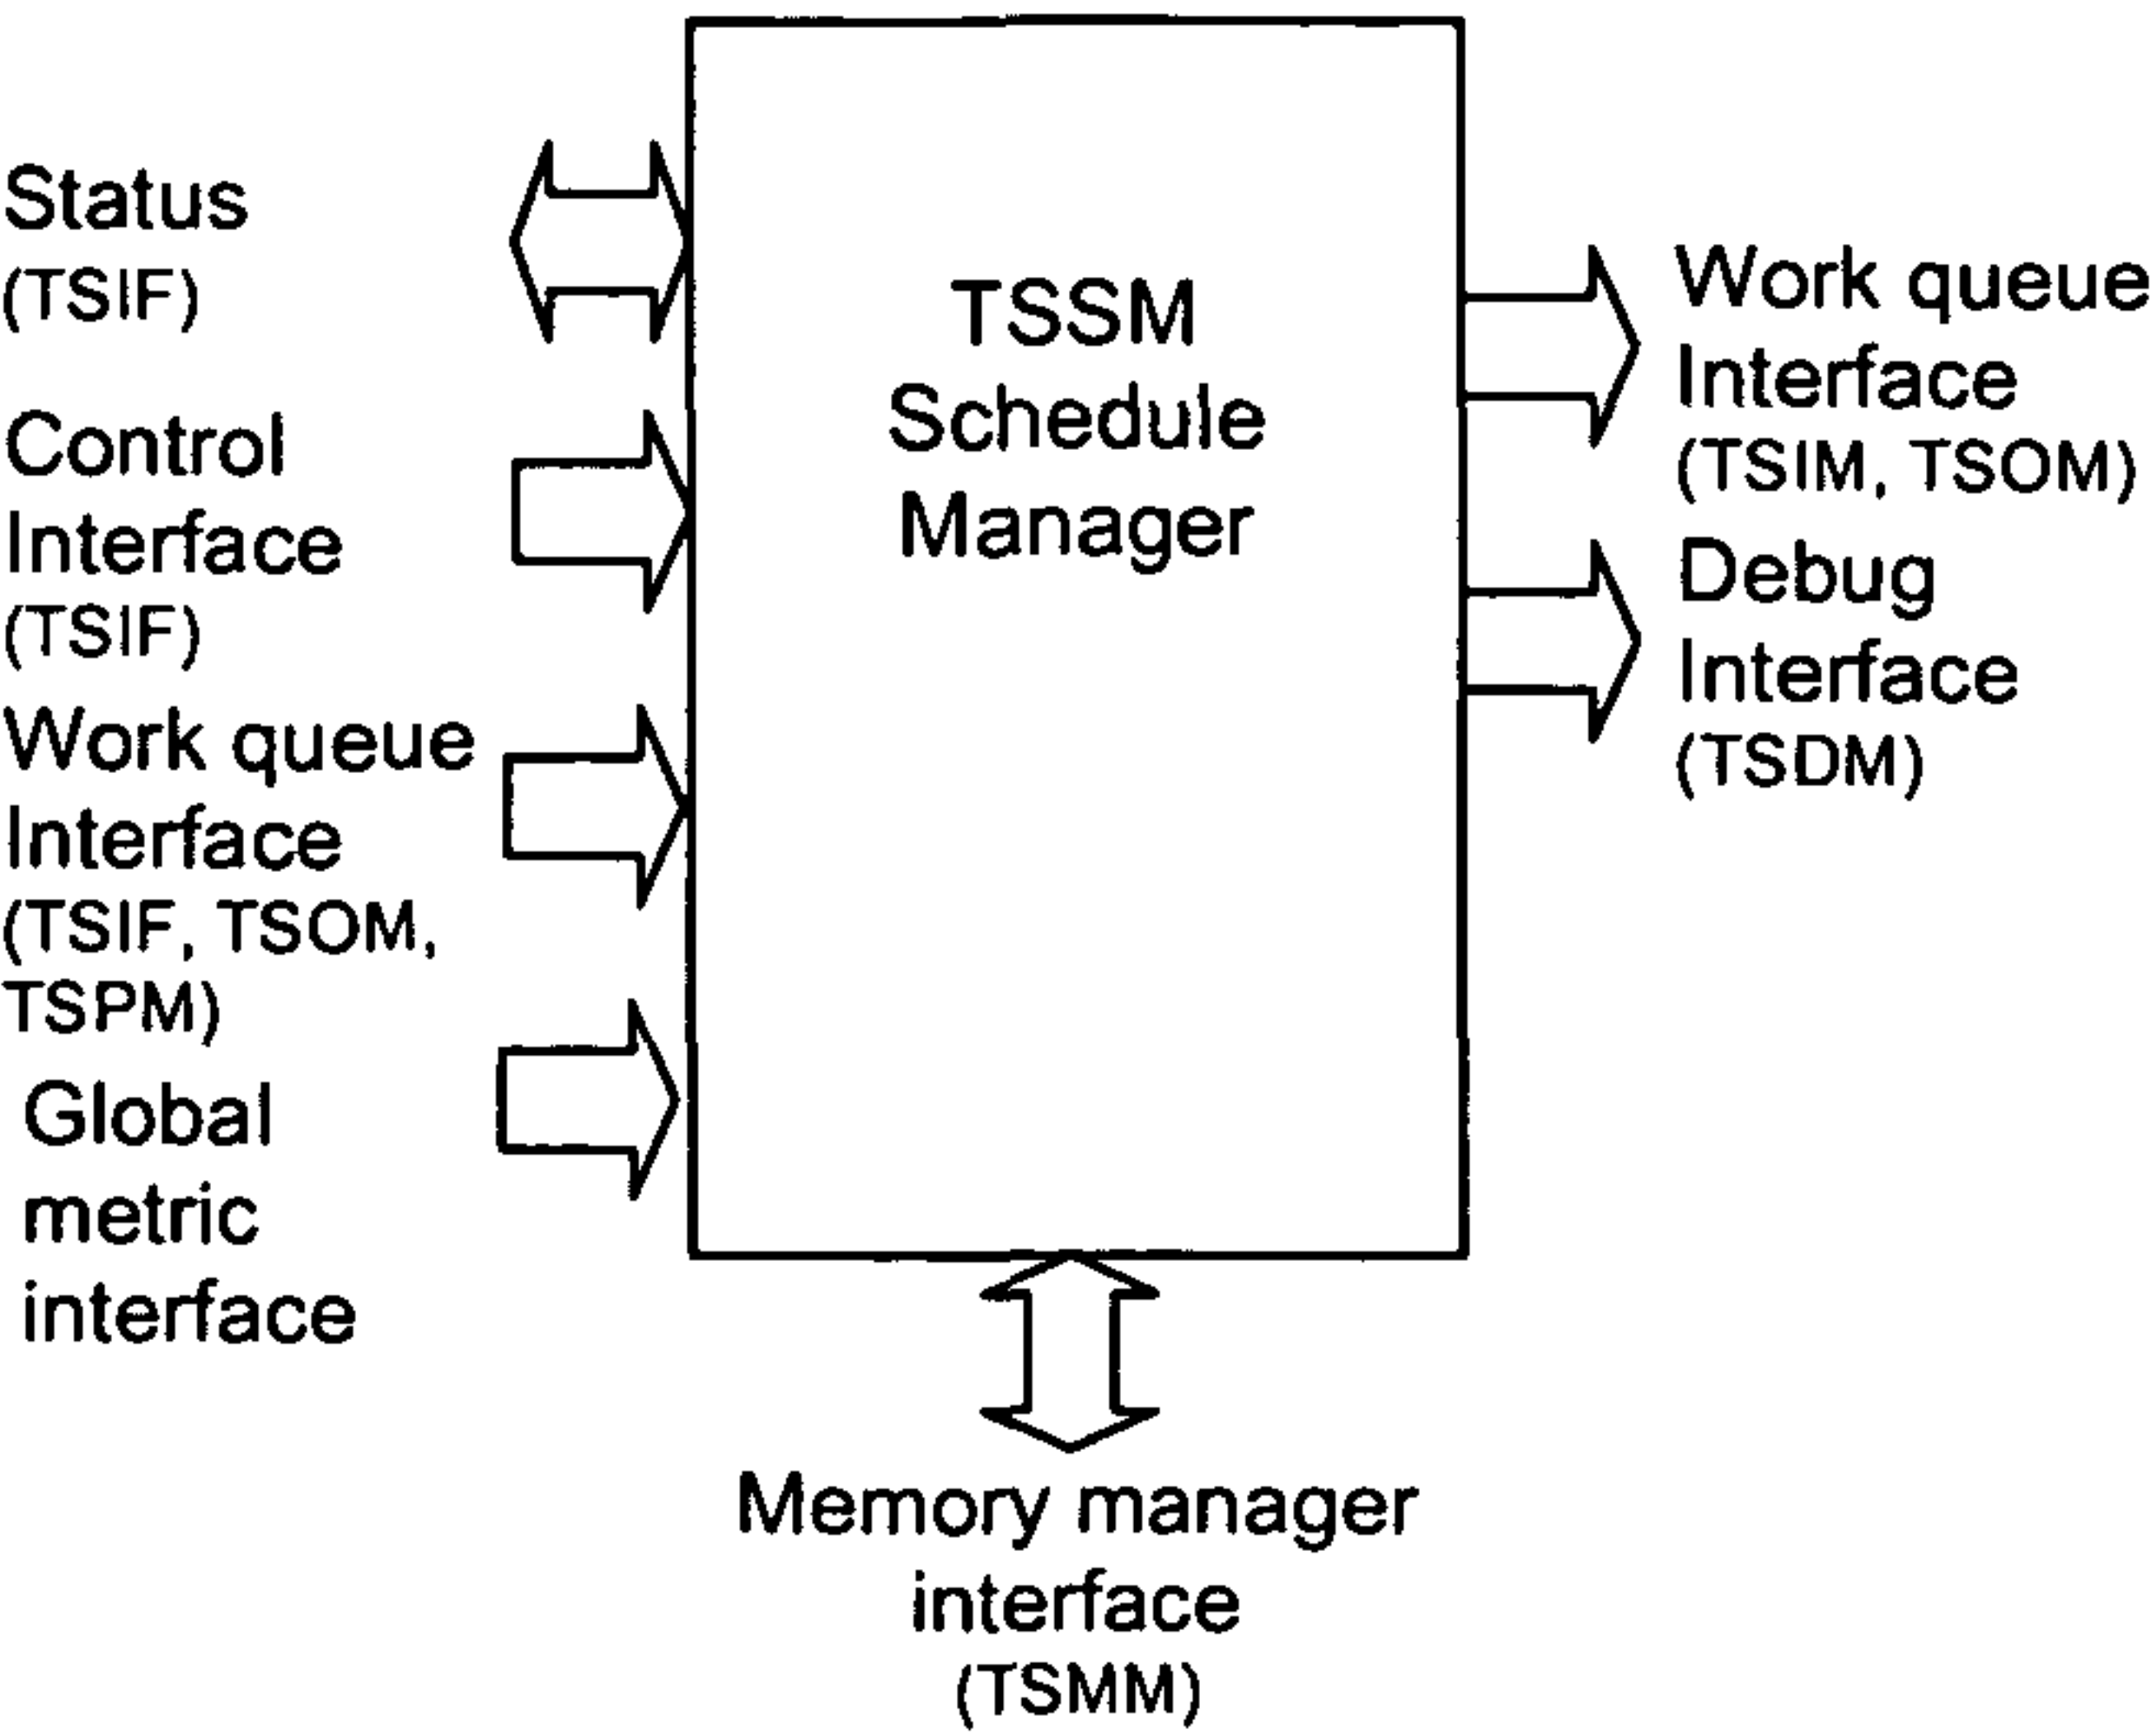 Status
(TSIF)
Control
Interface
(TSIF)
Work queue
Interface
(TSIF, TSOM,
TSPM)
Global
metric
interface
TSSM
Schedule
Manager
Work queue
Interface
(TSIM, TSOM)
Debug
Interface
(TSDM)
Memory manager
interface
(TSMM)